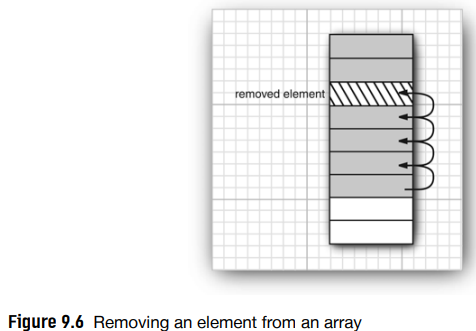 removed element
Figure 9.6 Removing an element from an array